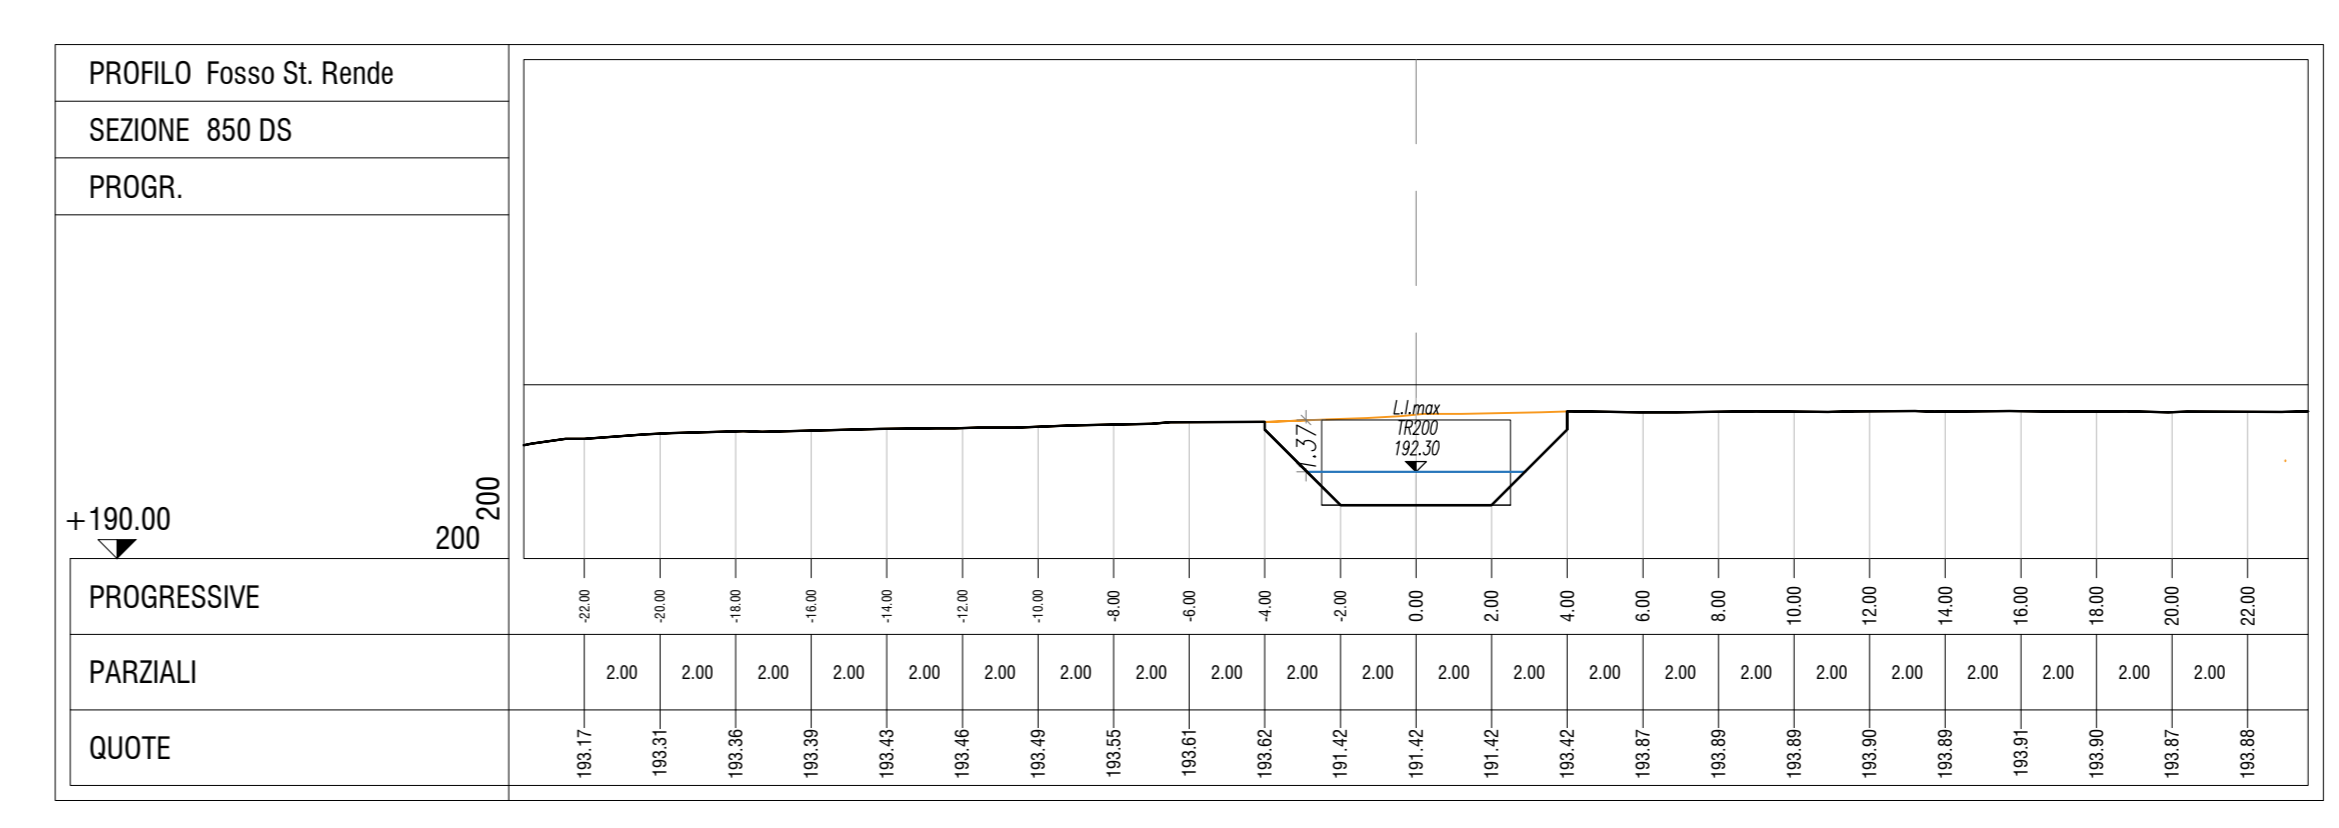 PROFILO Fosso St. Rende
SEZIONE 850 DS
PROGR.
L.I.max
TR200
192.30
1.37
200
+190.00
200
PROGRESSIVE -22.00 -20.00 -18.00 -16.00 -14.00 -12.00 -10.00 -8.00 -6.00 -4.00 -2.00 0.00 2.00 4.00 6.00 8.00 10.00 12.00 14.00 16.00 18.00 20.00 22.00
PARZIALI 2.00 2.00 2.00 2.00 2.00 2.00 2.00 2.00 2.00 2.00 2.00 2.00 2.00 2.00 2.00 2.00 2.00 2.00 2.00 2.00 2.00 2.00
QUOTE 193.17 193.31 193.36 193.39 193.43 193.46 193.49 193.55 193.61 193.62 191.42 191.42 191.42 193.42 193.87 193.89 193.89 193.90 193.89 193.91 193.90 193.87 193.88